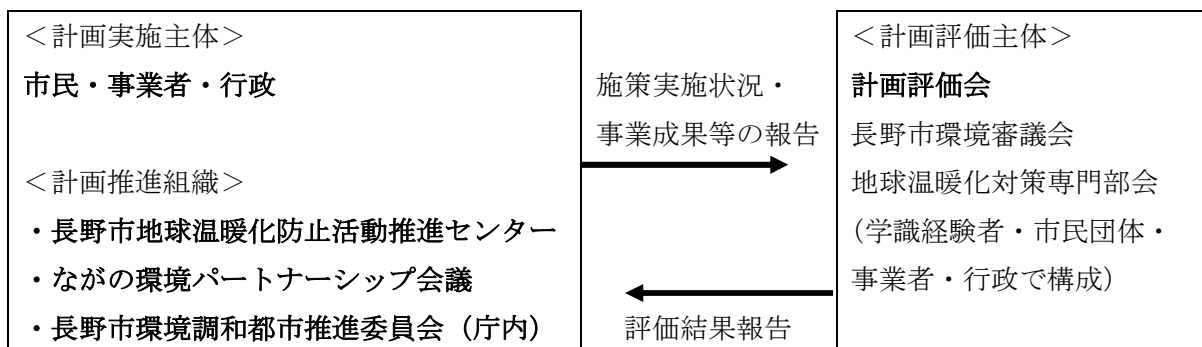 ＜計画実施主体＞
市民・事業者・行政
＜計画推進組織＞
・長野市地球温暖化防止活動推進センター
・ながの環境パートナーシップ会議
・長野市環境調和都市推進委員会（庁内）
施策実施状況・
事業成果等の報告
評価結果報告
＜計画評価主体＞
計画評価会
長野市環境審議会
地球温暖化対策専門部会
（学識経験者・市民団体・
事業者・行政で構成）